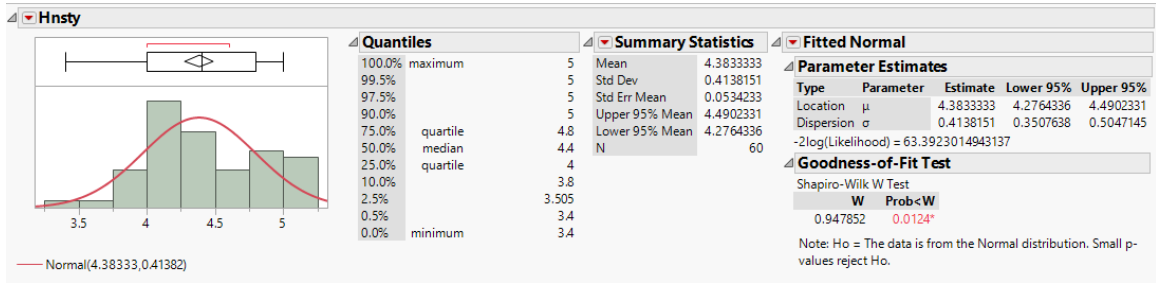 Hnsty
3.5 4 4.5 5
Normal(4.38333,0.41382)
Quantiles
100.0% maximum 5
99.5% 5
97.5% 5
90.0% 5
75.0% quartile 4.8
50.0% median 4.4
25.0% quartile 4
10.0% 3.8
2.5% 3.505
0.5% 3.4
0.0% minimum 3.4
Summary Statistics
Mean 4.3833333
Std Dev 0.4138151
Std Err Mean 0.0534233
Upper 95% Mean 4.4902331
Lower 95% Mean 4.2764336
N 60
Fitted Normal
Parameter Estimates
Type Parameter Estimate Lower 95% Upper 95%
Location μ 4.3833333 4.2764336 4.4902331
Dispersion σ 0.4138151 0.3507638 0.5047145
-2log(Likelihood) = 63.3923014943137
Goodness-of-Fit Test
Shapiro-Wilk W Test
W Prob<W
0.947852 0.0124*
Note: Ho = The data is from the Normal distribution. Small p-
values reject Ho.